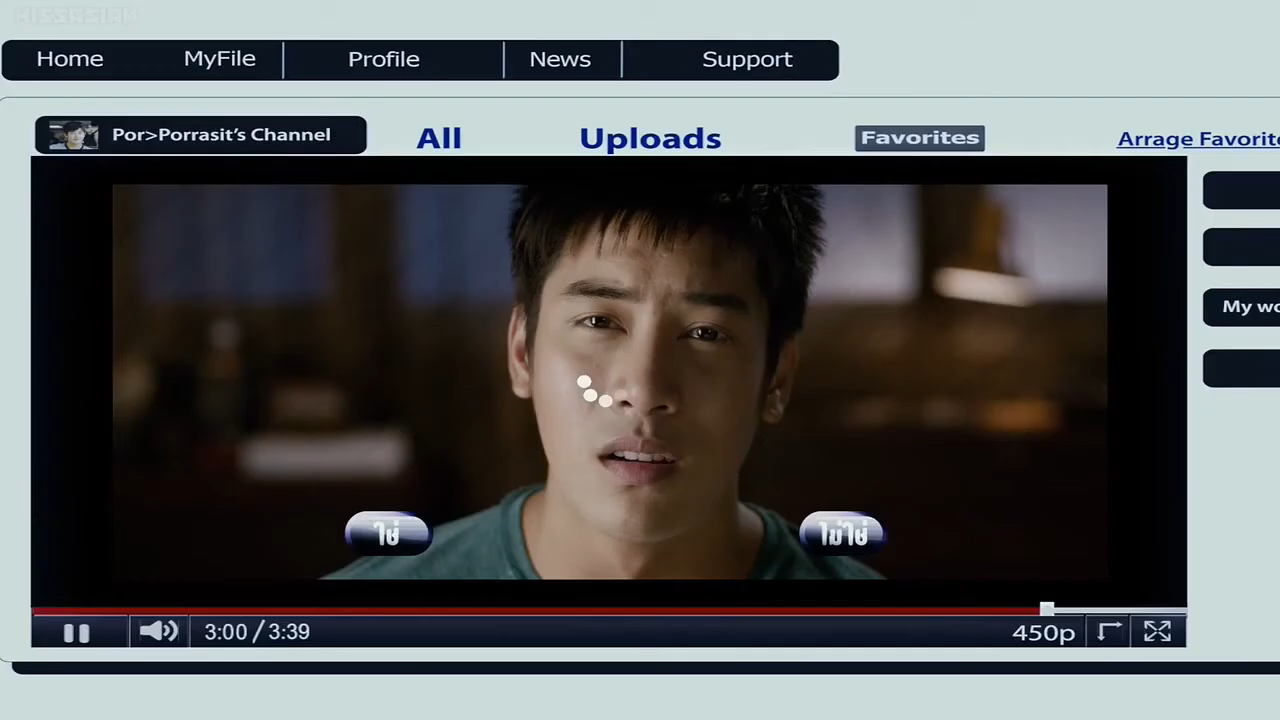 KISSASIAN
Home MyFile Profile News Support
Por>Porrasit's Channel All Uploads Favorites Arrage Favorite
My wo
ใช่ ไม่ใช่
3:00 / 3:39 450p